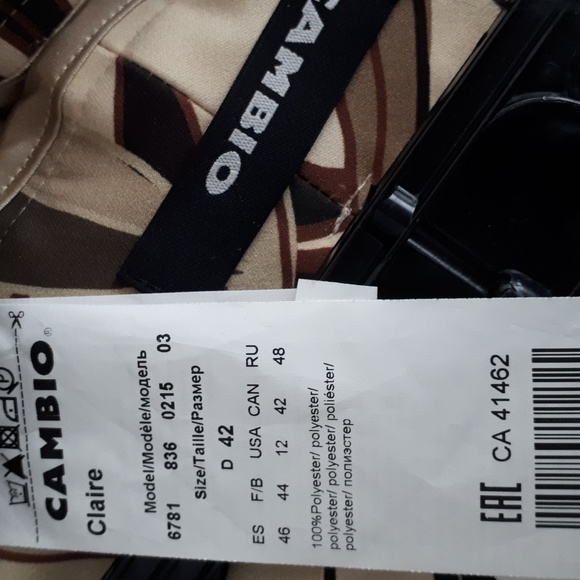 CAMBIO
CAMBIO®
Claire
Model/Modèle/модель
6781 836 0215 03
Size/Taille/Размер
D 42
ES F/B USA CAN RU
46 44 12 42 48
100%Polyester/ polyester/
polyester/ polyester/ poliéster/
polyester/ полиэстер
EAC CA 41462